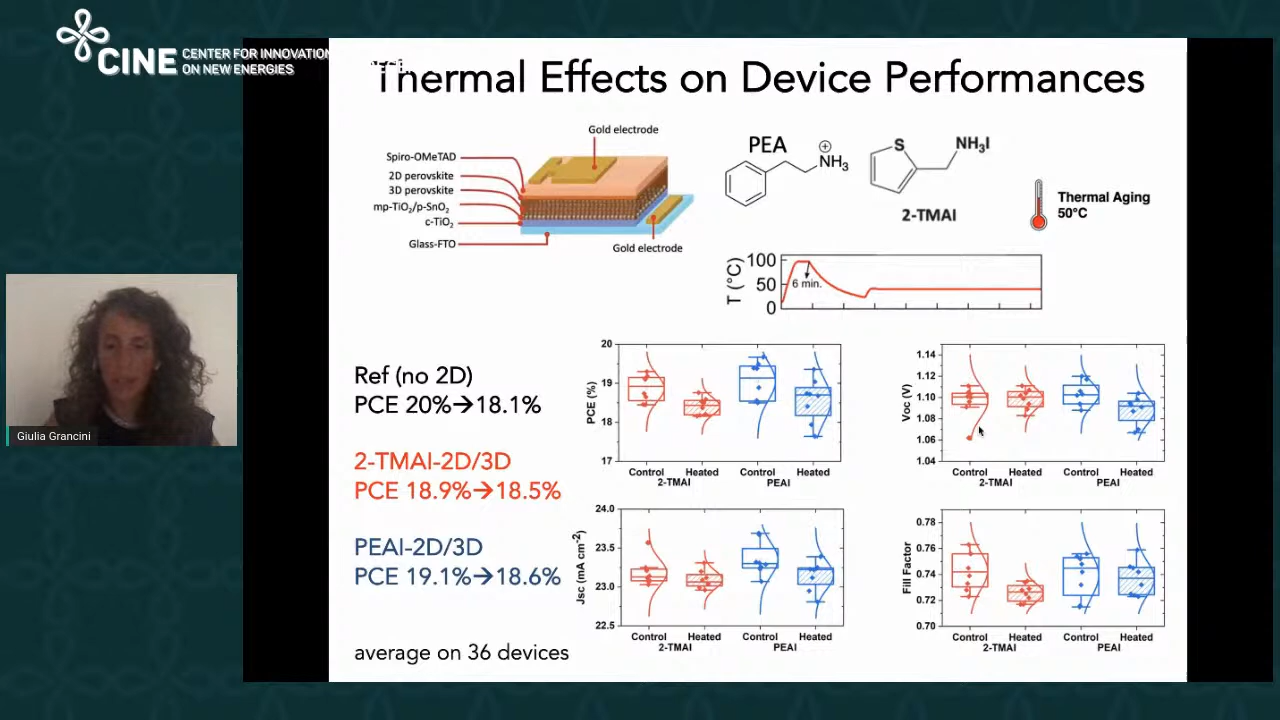 CINE
CENTER FOR INNOVATION
ON NEW ENERGIES
Thermal Effects on Device Performances
Gold electrode
Spiro-OMeTAD
2D perovskite
3D perovskite
mp-TiO2/p-SnO2
c-TiO2
Glass-FTO
Gold electrode
PEA
NH3
S
NH3I
2-TMAI
Thermal Aging
50°C
T (°C)
100
50
0
6 min.
Ref (no 2D)
PCE 20%→18.1%
2-TMAI-2D/3D
PCE 18.9%→18.5%
PEAI-2D/3D
PCE 19.1%→18.6%
average on 36 devices
PCE (%)
20
19
18
17
Control Heated Control Heated
2-TMAI PEAI
Voc (V)
1.14
1.12
1.10
1.08
1.06
1.04
Control Heated Control Heated
2-TMAI PEAI
Jsc (mA cm-2)
24.0
23.5
23.0
22.5
Control Heated Control Heated
2-TMAI PEAI
Fill Factor
0.78
0.76
0.74
0.72
0.70
Control Heated Control Heated
2-TMAI PEAI
Giulia Grancini